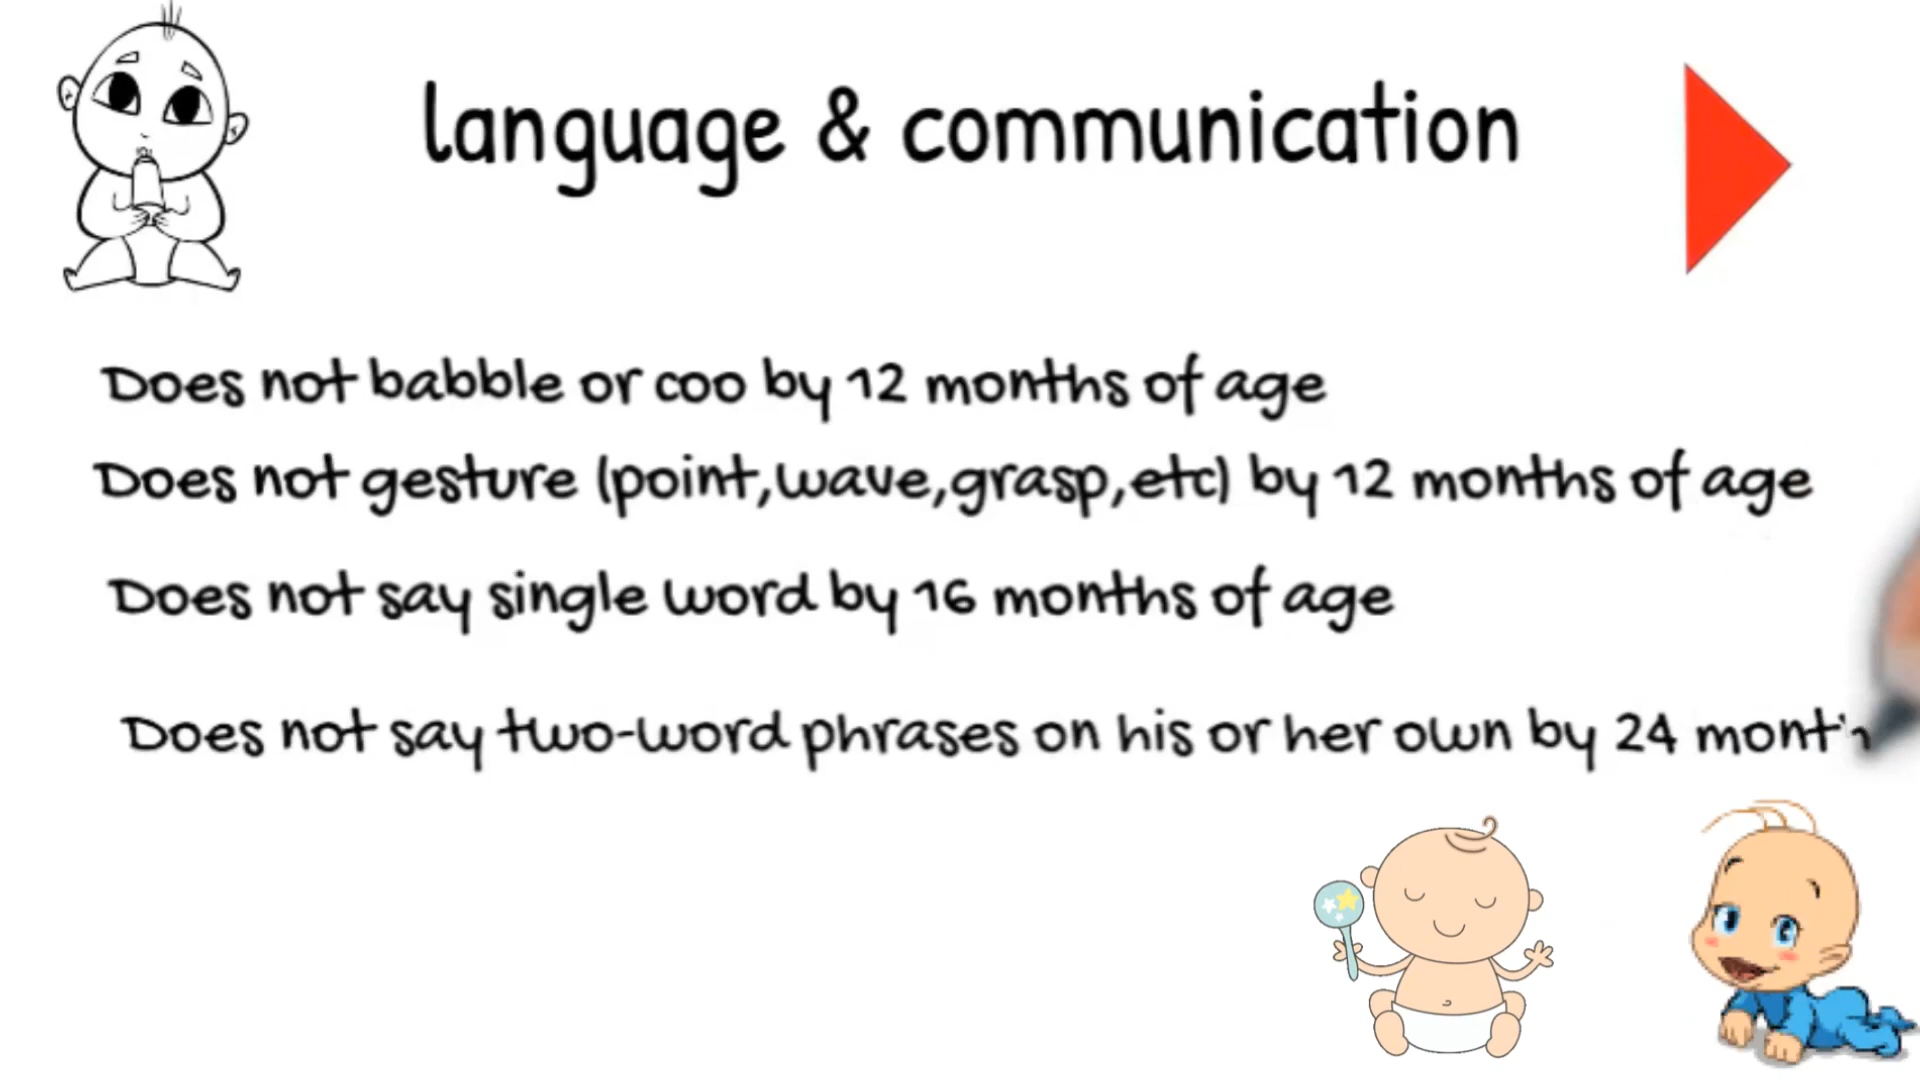 language & communication
Does not babble or coo by 12 months of age
Does not gesture (point,wave,grasp,etc) by 12 months of age
Does not say single word by 16 months of age
Does not say two-word phrases on his or her own by 24